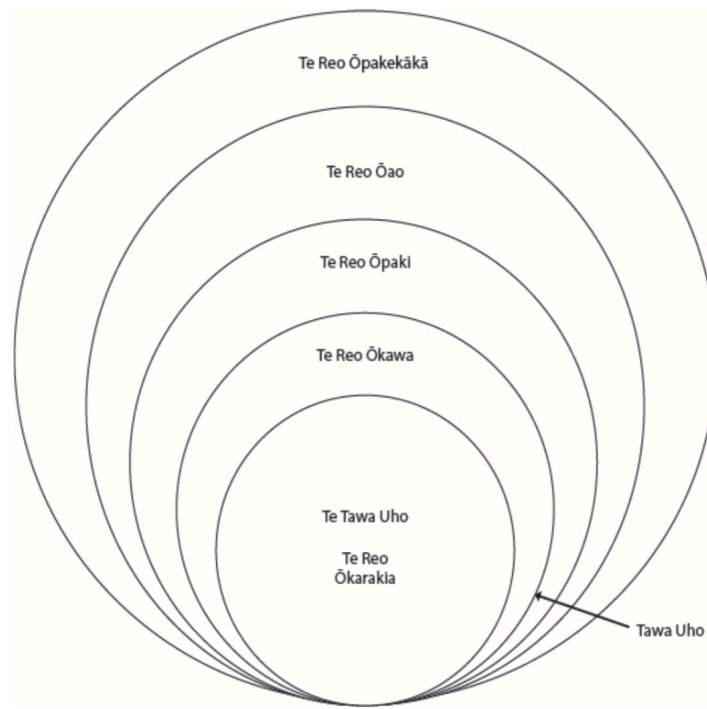 Te Reo Ōpakekākā
Te Reo Ōao
Te Reo Ōpaki
Te Reo Ōkawa
Te Tawa Uho
Te Reo
Ōkarakia
Tawa Uho